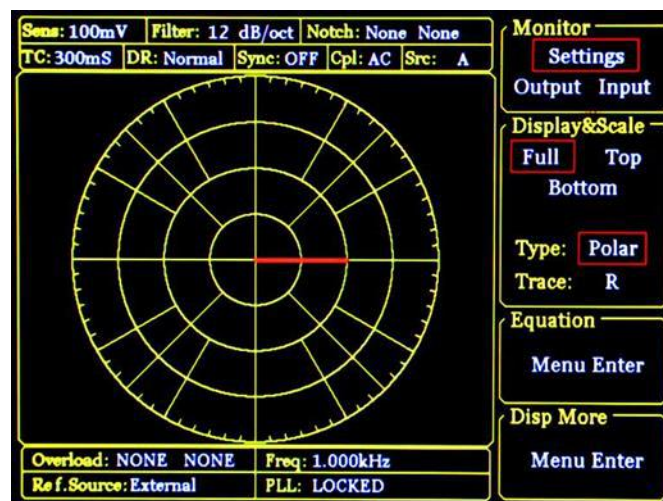 Sens: 100mV Filter: 12 dB/oct Notch: None None
TC: 300mS DR: Normal Sync: OFF Cpl: AC Src: A
Overload: NONE NONE Freq: 1.000kHz
Ref.Source: External PLL: LOCKED
Monitor
Settings
Output Input
Display&Scale
Full Top
Bottom
Type: Polar
Trace: R
Equation
Menu Enter
Disp More
Menu Enter